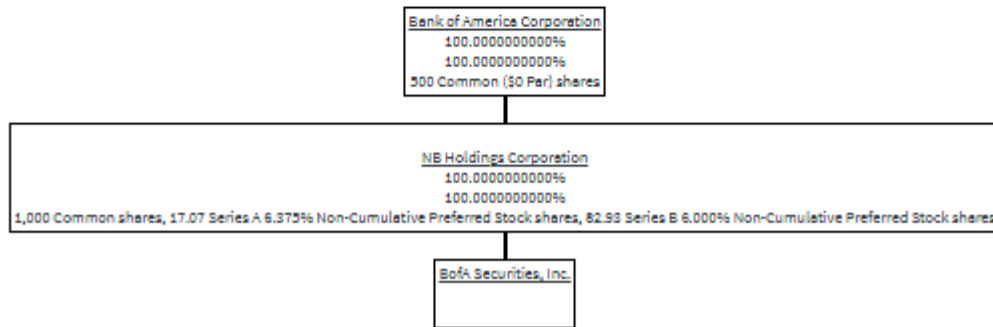 Bank of America Corporation
100.0000000000%
100.0000000000%
500 Common ($0 Par) shares
NB Holdings Corporation
100.0000000000%
100.0000000000%
1,000 Common shares, 17.07 Series A 6.375% Non-Cumulative Preferred Stock shares, 82.93 Series B 6.000% Non-Cumulative Preferred Stock shares
BofA Securities, Inc.